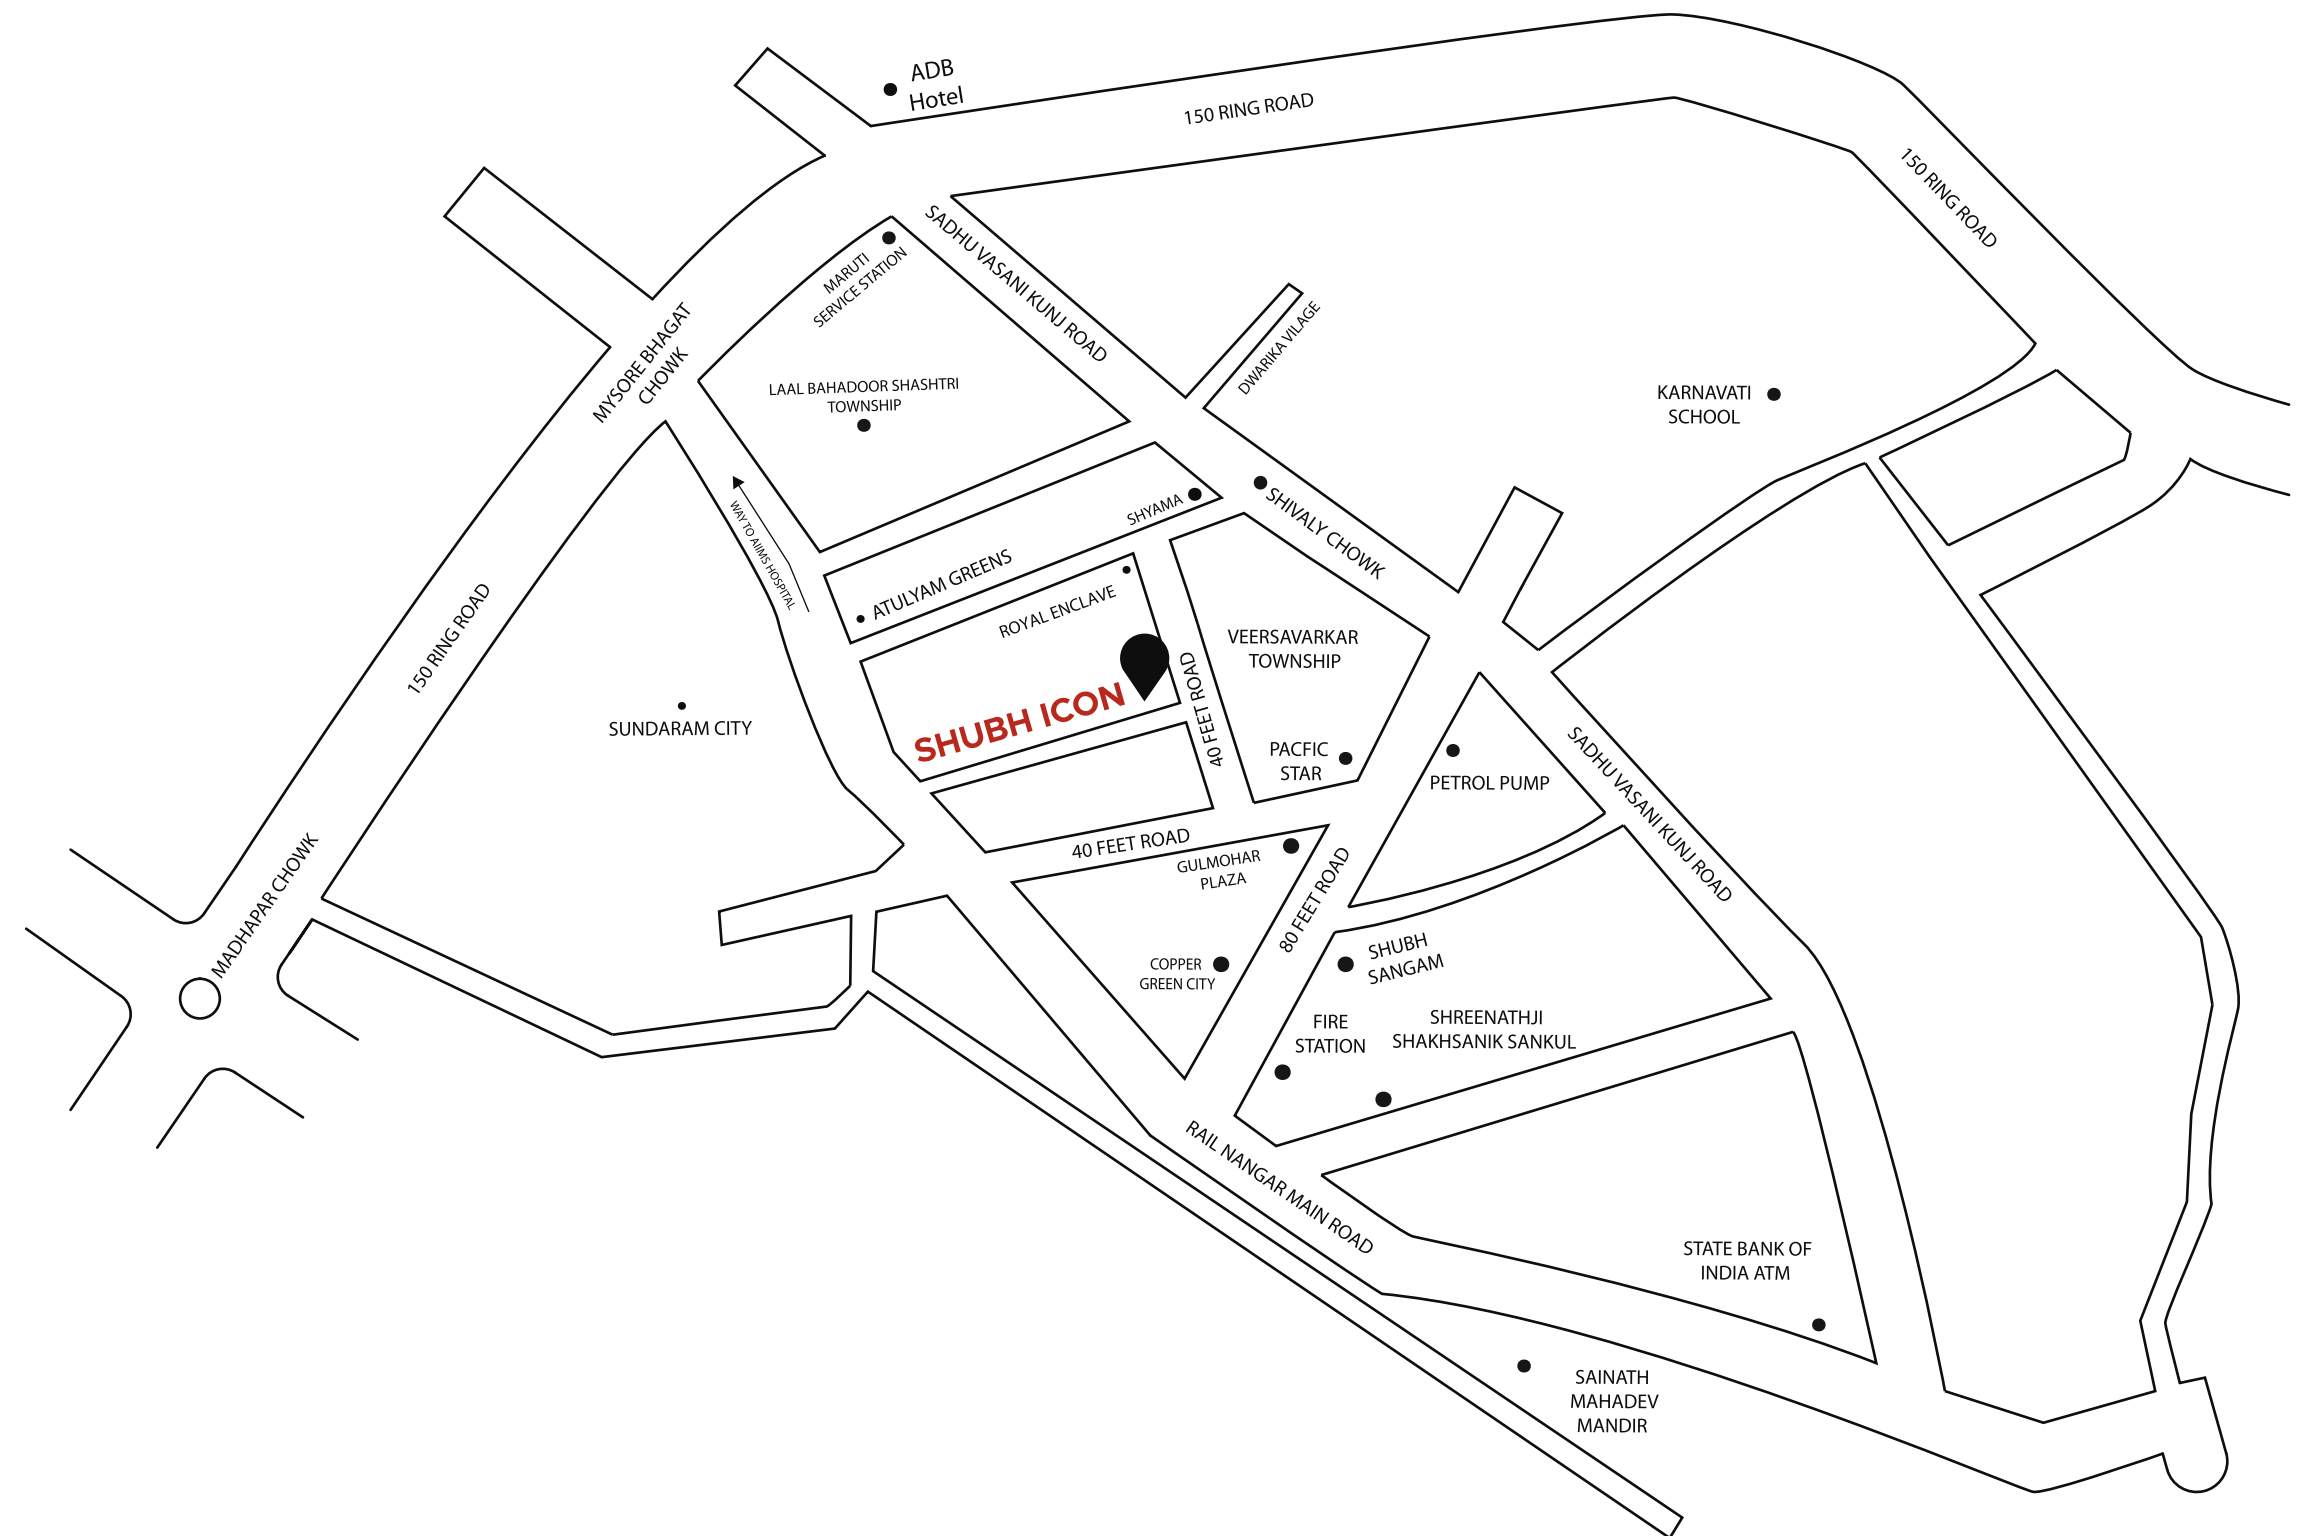 ADB
Hotel
150 RING ROAD
150 RING ROAD
SADHU VASANI KUNJ ROAD
MARUTI
SERVICE STATION
MYSORE BHAGAT
CHOWK
LAAL BAHADOOR SHASHTRI
TOWNSHIP
DWARIKA VILAGE
KARNAVATI
SCHOOL
WAY TO AIIMS HOSPITAL
SHYAMA
SHIVALY CHOWK
ATULYAM GREENS
ROYAL ENCLAVE
150 RING ROAD
VEERSAVARKAR
TOWNSHIP
SHUBH ICON
40 FEET ROAD
SUNDARAM CITY
PACFIC
STAR
PETROL PUMP
SADHU VASANI KUNJ ROAD
40 FEET ROAD
GULMOHAR
PLAZA
80 FEET ROAD
MADHAPAR CHOWK
SHUBH
SANGAM
COPPER
GREEN CITY
FIRE
STATION
SHREENATHJI
SHAKHSANIK SANKUL
RAIL NANGAR MAIN ROAD
STATE BANK OF
INDIA ATM
SAINATH
MAHADEV
MANDIR